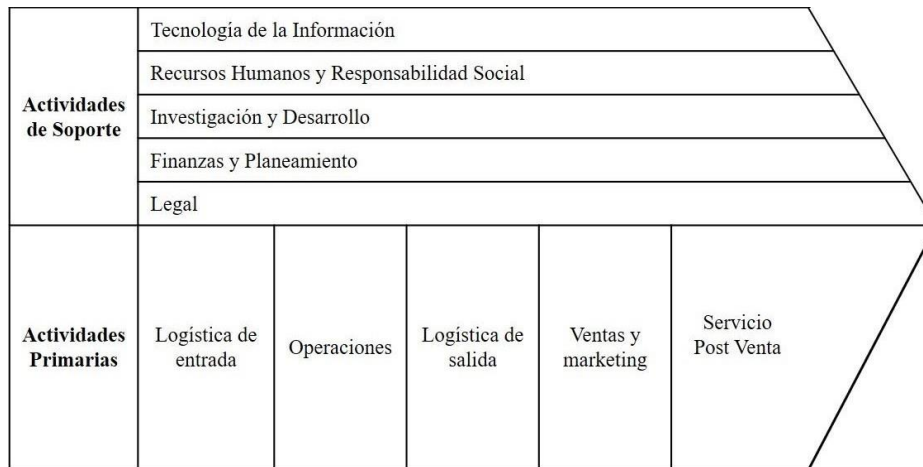 Tecnología de la Información
Recursos Humanos y Responsabilidad Social
Actividades
de Soporte
Investigación y Desarrollo
Finanzas y Planeamiento
Legal
Actividades
Primarias
Logística de
entrada
Operaciones
Logística de
salida
Ventas y
marketing
Servicio
Post Venta